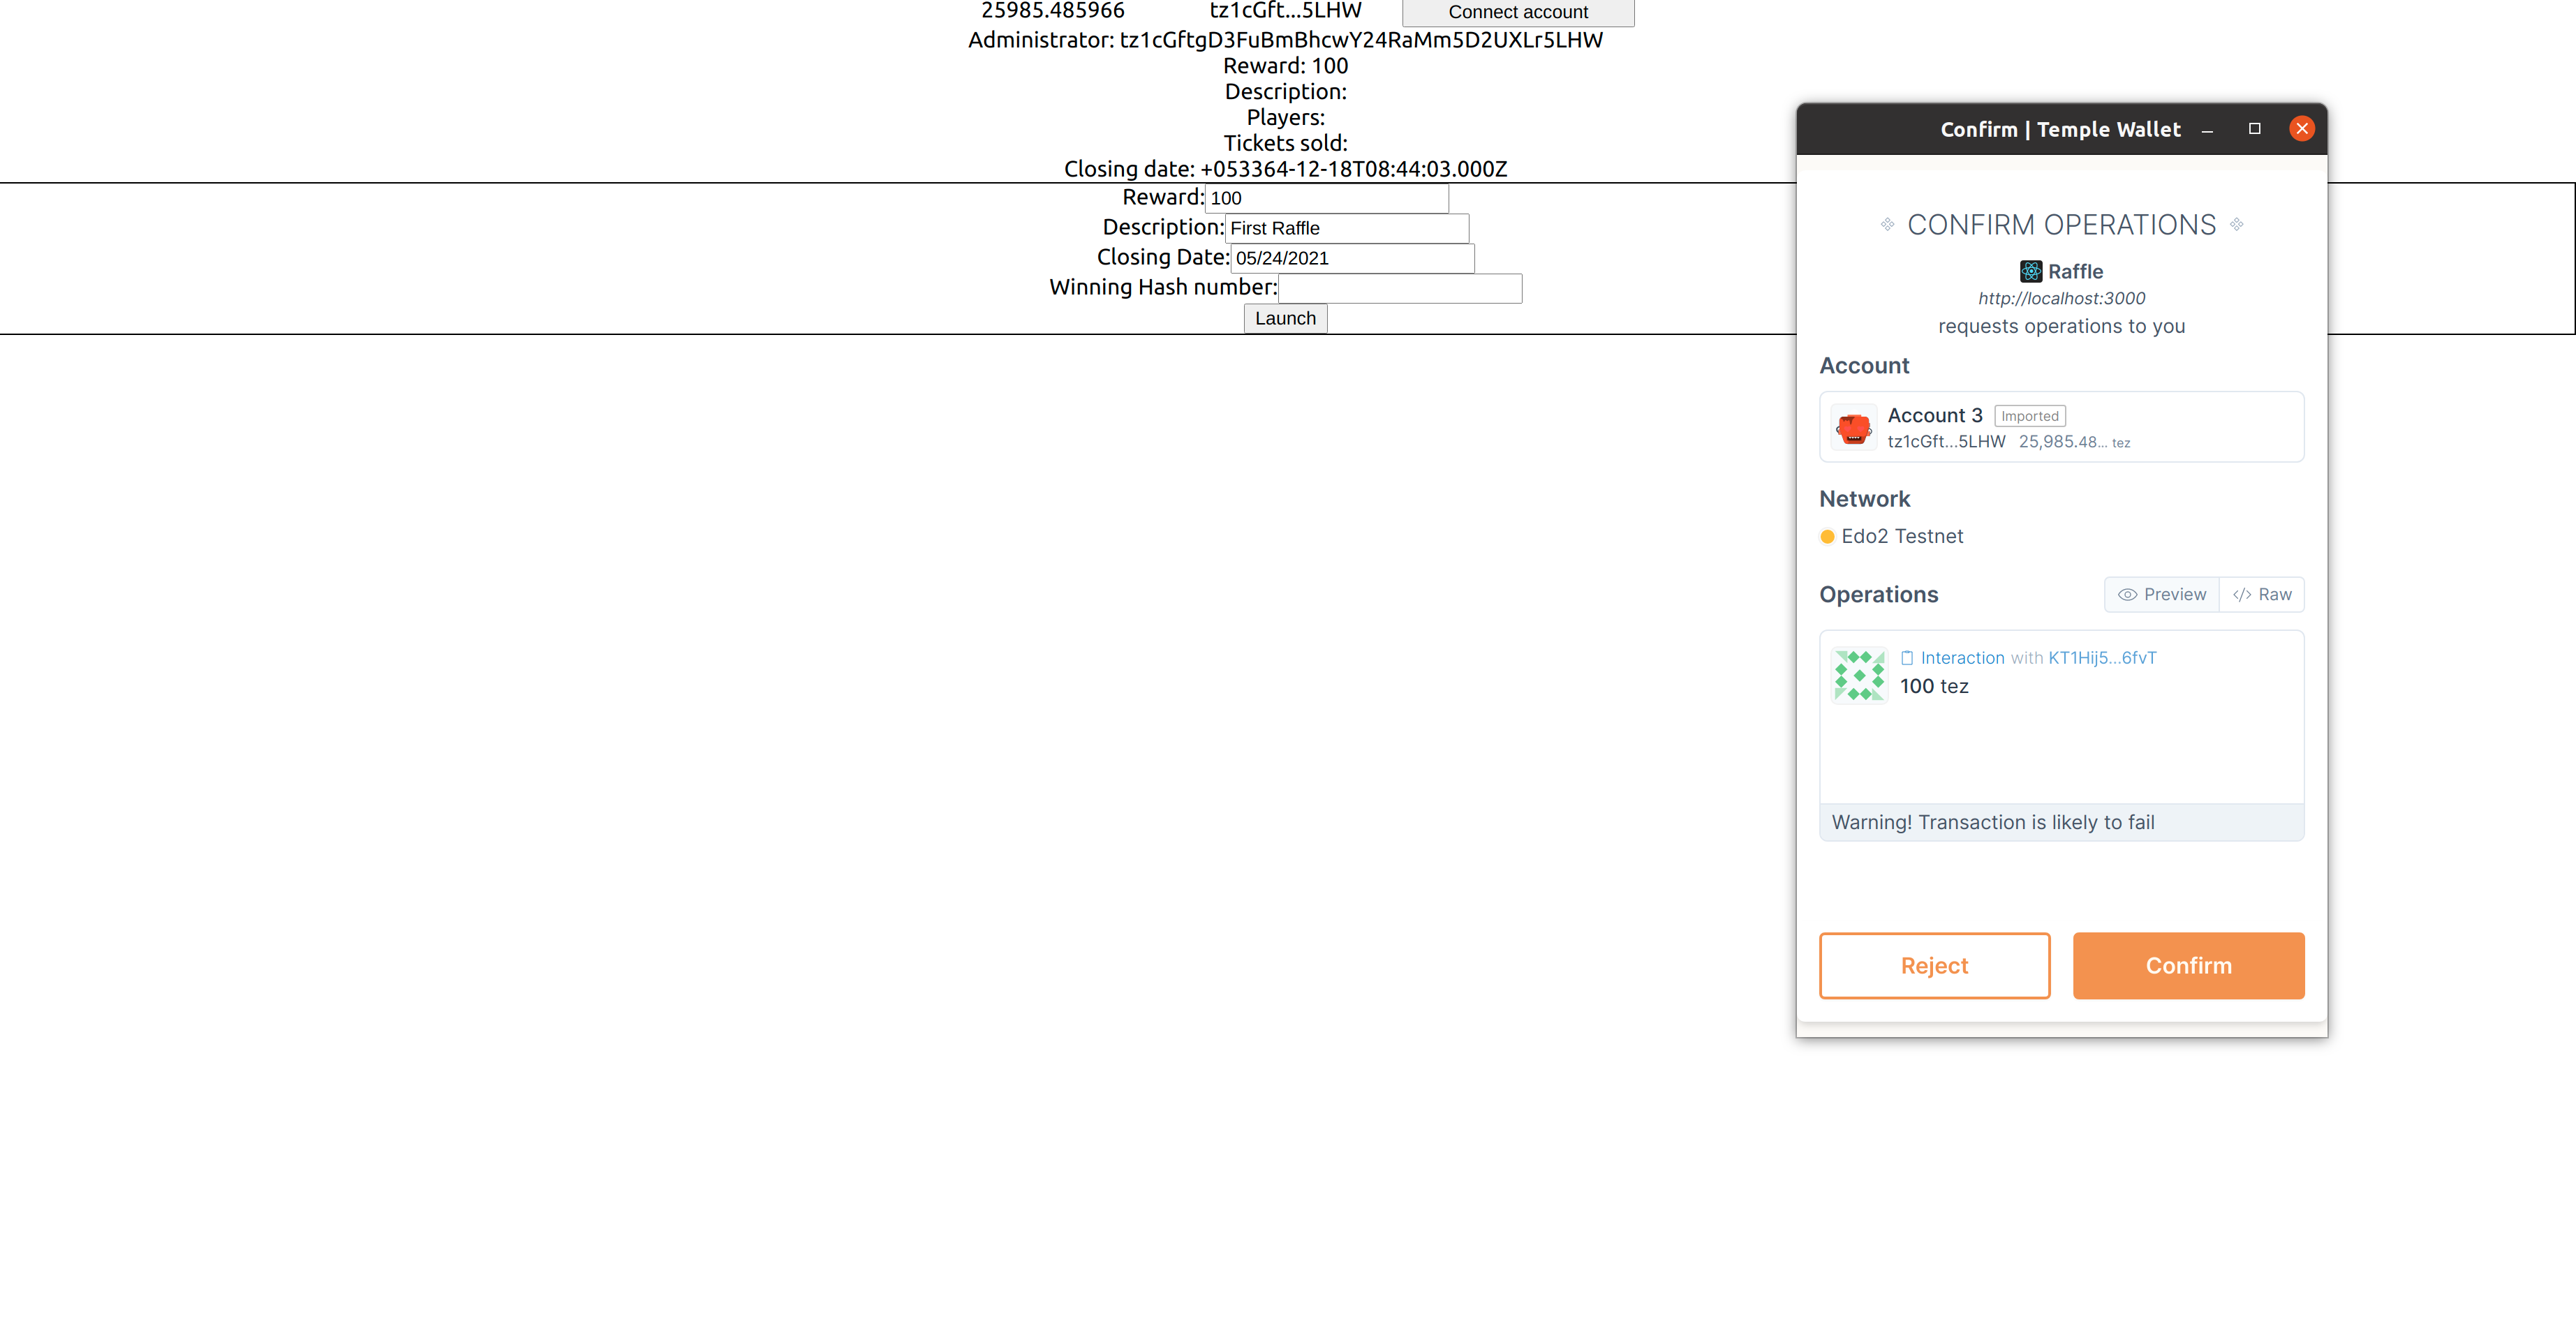 25985.485966 tz1cGft...5LHW Connect account
Administrator: tz1cGftgD3FuBmBhcwY24RaMm5D2UXLr5LHW
Reward: 100
Description:
Players:
Tickets sold:
Closing date: +053364-12-18T08:44:03.000Z
Reward: 100
Description: First Raffle
Closing Date: 05/24/2021
Winning Hash number:
Launch
Confirm | Temple Wallet
CONFIRM OPERATIONS
Raffle
http://localhost:3000
requests operations to you
Account
Account 3 Imported
tz1cGft...5LHW 25,985.48... tez
Network
Edo2 Testnet
Operations Preview </> Raw
Interaction with KT1Hij5...6fvT
100 tez
Warning! Transaction is likely to fail
Reject Confirm